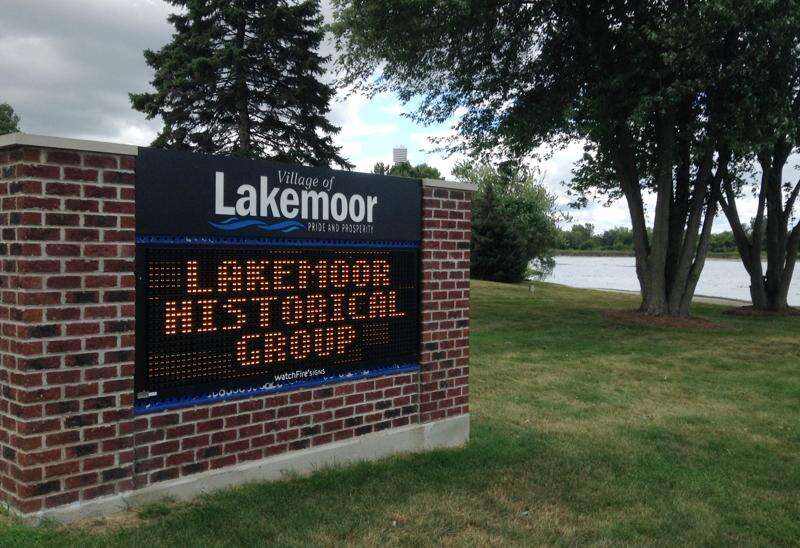 Village of
Lakemoor
PRIDE AND PROSPERITY
LAKEMOOR
HISTORICAL
GROUP
watchFire SIGNS